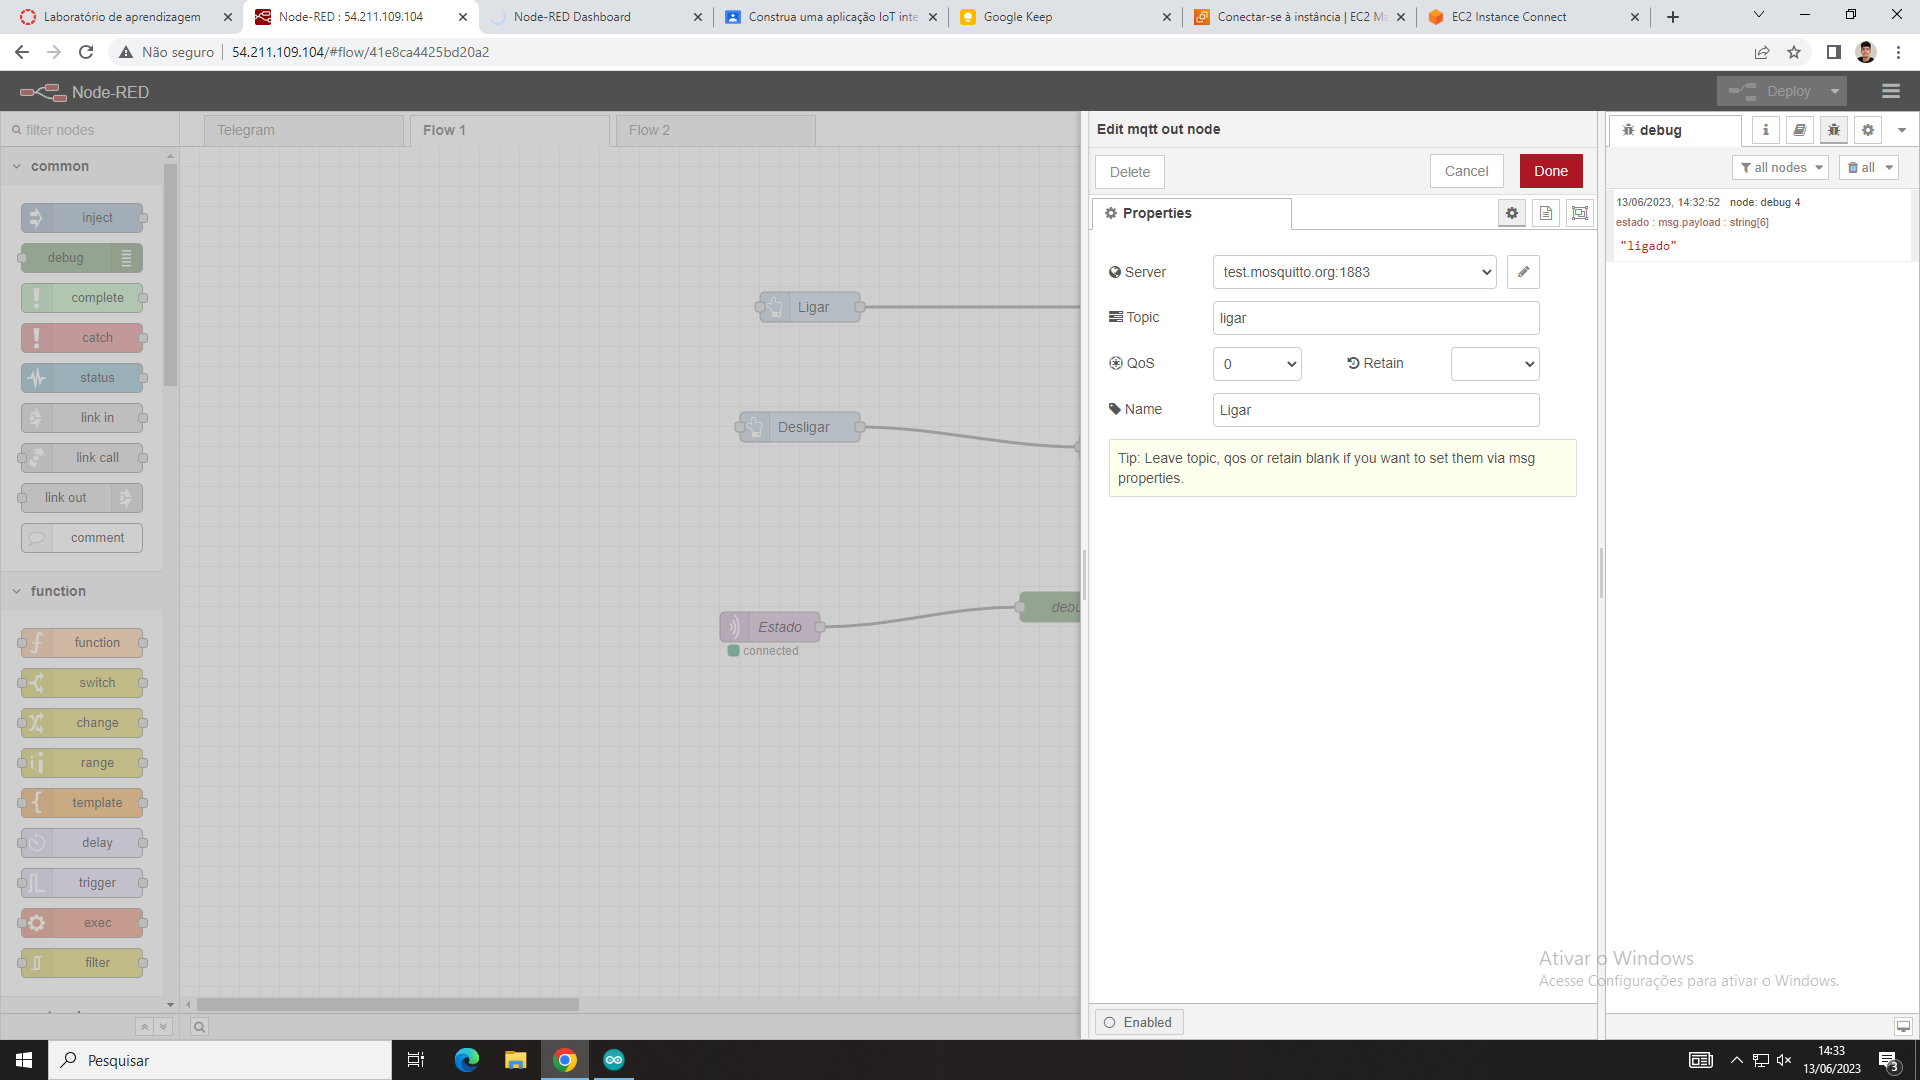 Laboratório de aprendizagem
Node-RED : 54.211.109.104
Node-RED Dashboard
Construa uma aplicação IoT inte
Google Keep
Conectar-se à instância | EC2 Ma
EC2 Instance Connect
Não seguro
54.211.109.104/#flow/41e8ca4425bd20a2
Node-RED
Deploy
filter nodes
Telegram
Flow 1
Flow 2
common
inject
debug
complete
catch
status
link in
link call
link out
comment
function
function
switch
change
range
template
delay
trigger
exec
filter
Ligar
Desligar
Estado
connected
debu
Edit mqtt out node
Delete
Cancel
Done
Properties
Server
test.mosquitto.org:1883
Topic
ligar
QoS
0
Retain
Name
Ligar
Tip: Leave topic, qos or retain blank if you want to set them via msg
properties.
Enabled
debug
all nodes
all
13/06/2023, 14:32:52 node: debug 4
estado : msg.payload : string[6]
"ligado"
Ativar o Windows
Acesse Configurações para ativar o Windows.
Pesquisar
14:33
13/06/2023
3